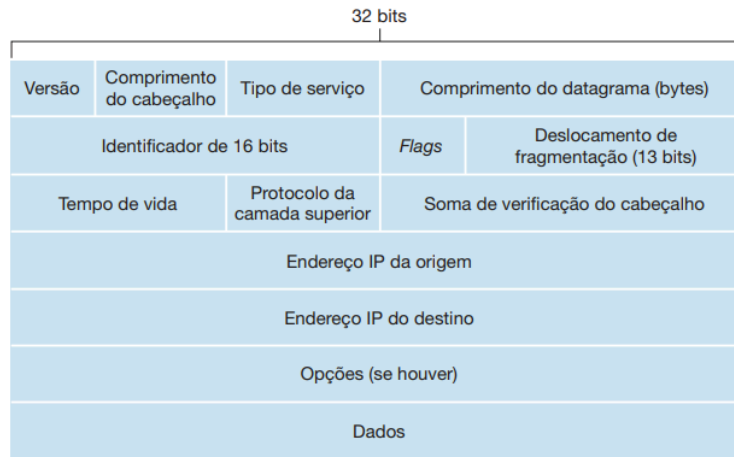 32 bits
Versão
Comprimento
do cabeçalho
Tipo de serviço
Comprimento do datagrama (bytes)
Identificador de 16 bits
Flags
Deslocamento de
fragmentação (13 bits)
Tempo de vida
Protocolo da
camada superior
Soma de verificação do cabeçalho
Endereço IP da origem
Endereço IP do destino
Opções (se houver)
Dados